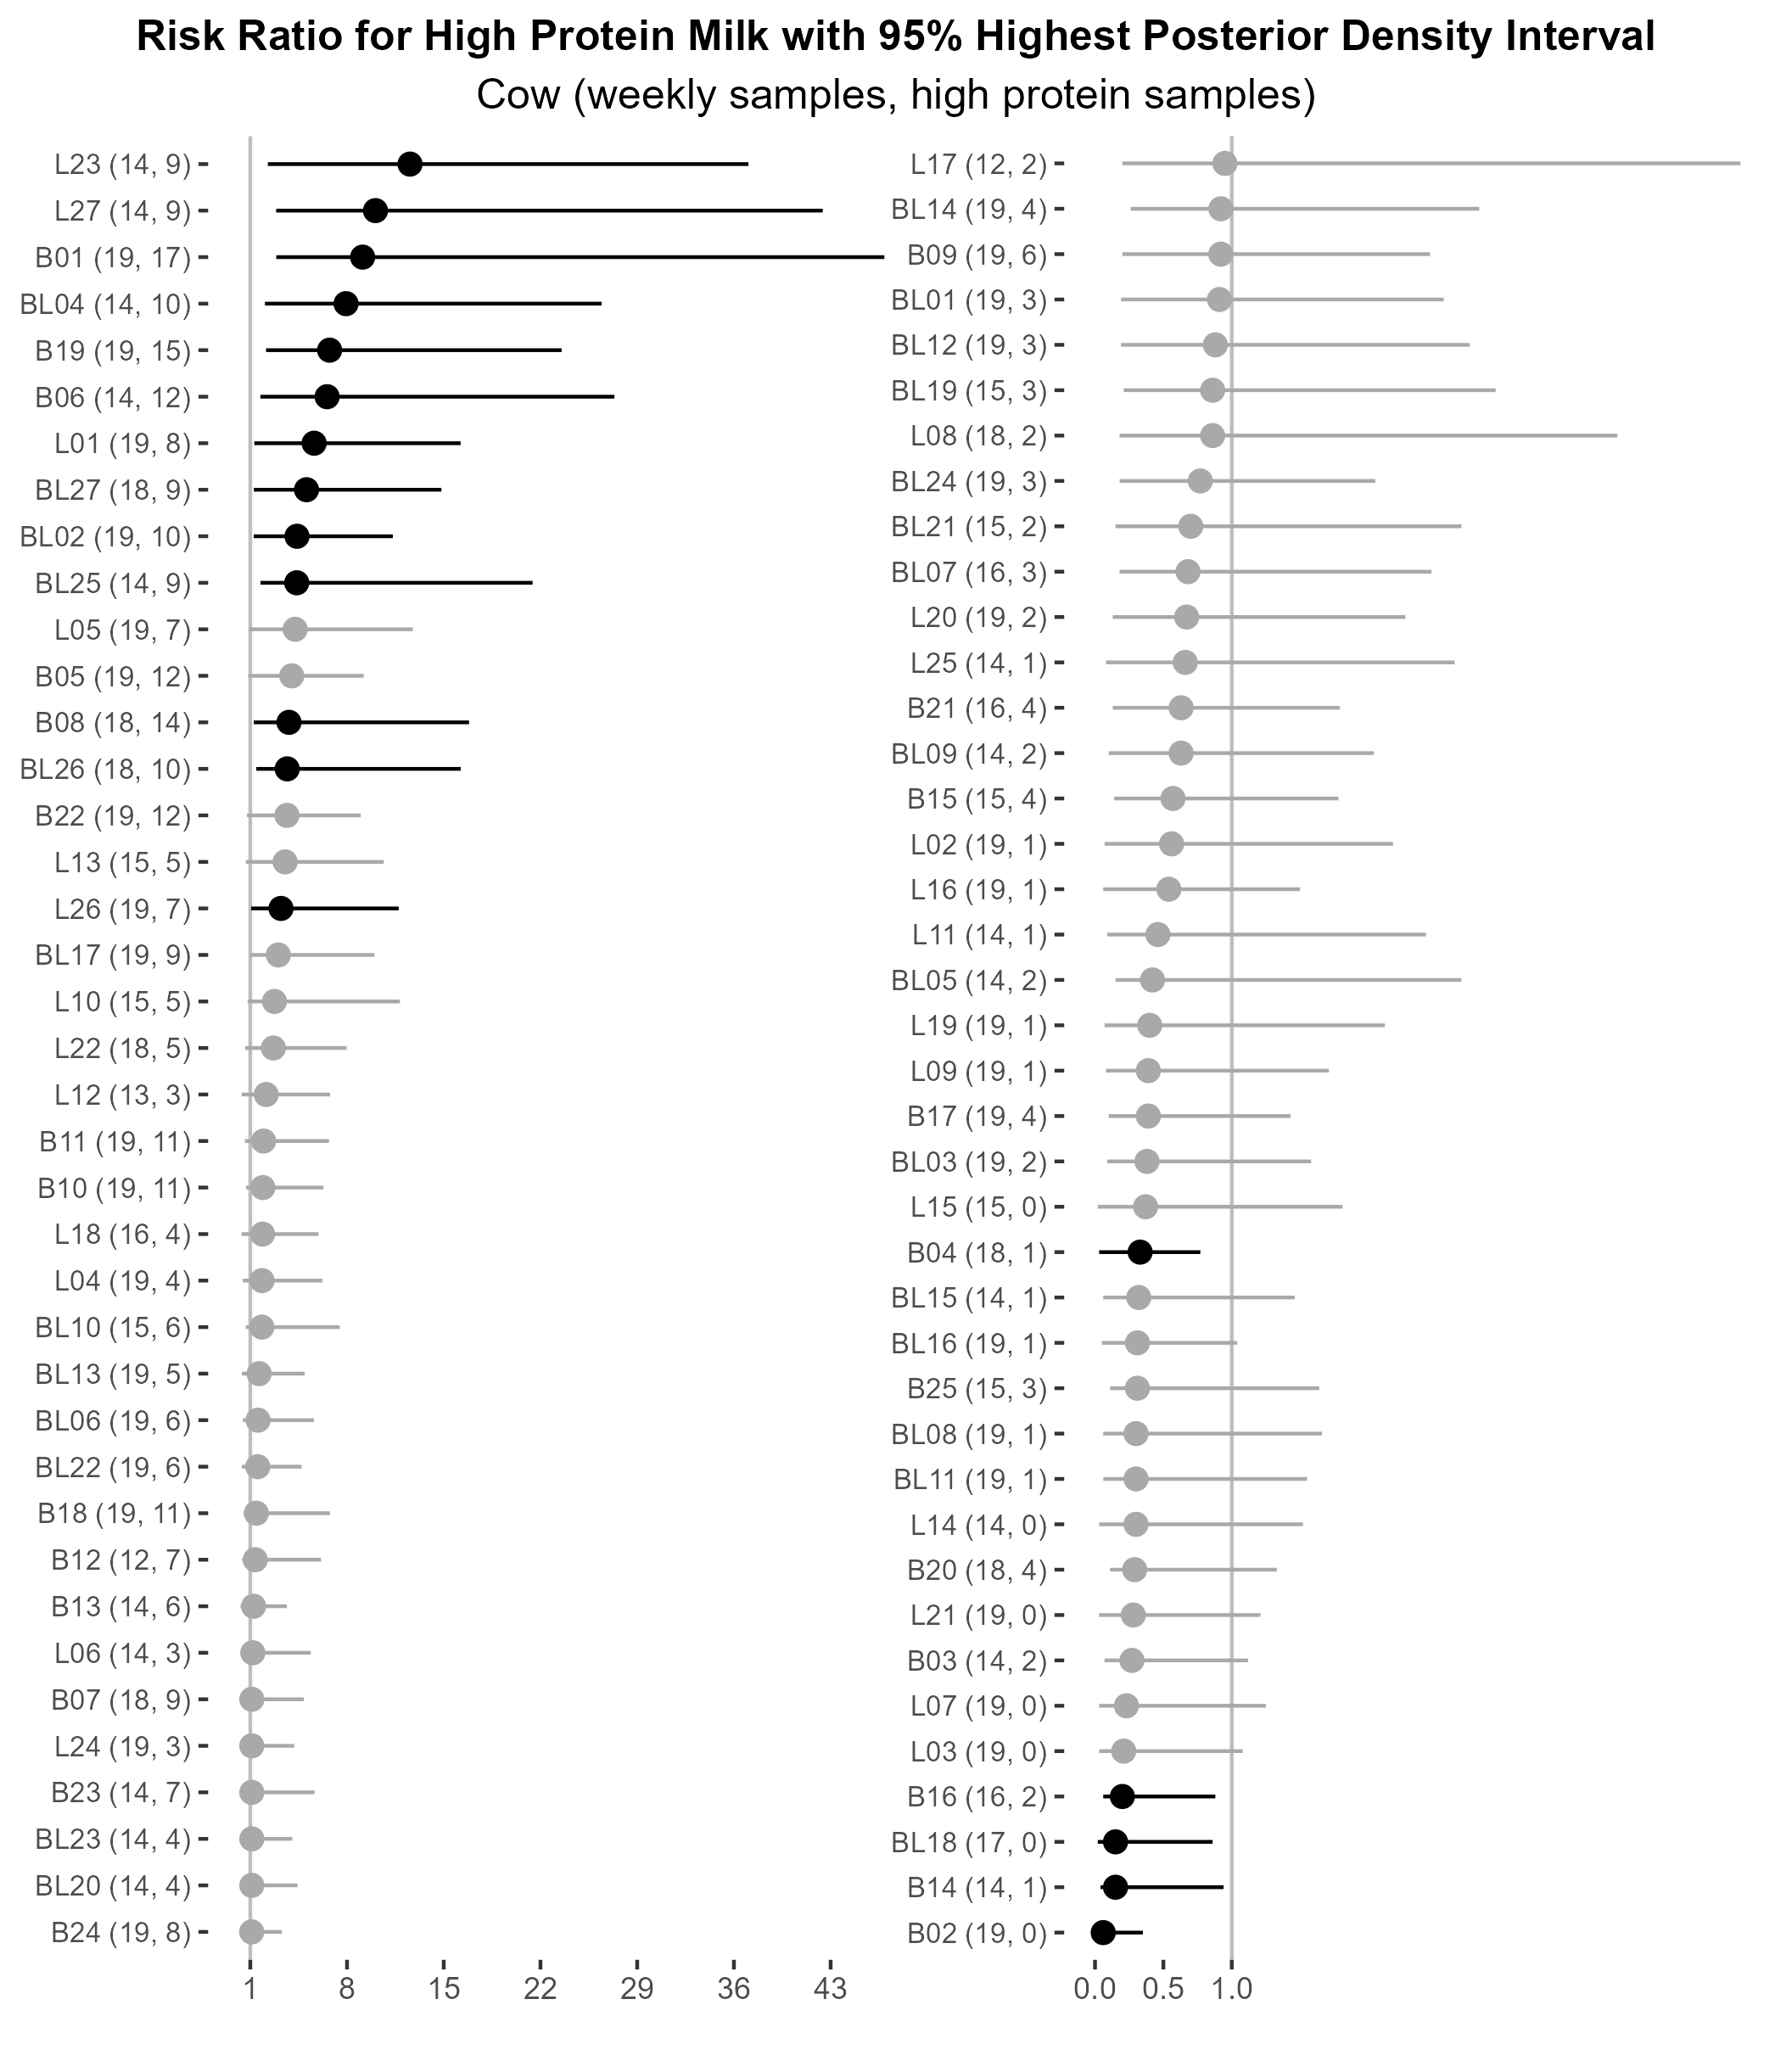 Risk Ratio for High Protein Milk with 95% Highest Posterior Density Interval
Cow (weekly samples, high protein samples)
L23 (14, 9)
L27 (14, 9)
B01 (19, 17)
BL04 (14, 10)
B19 (19, 15)
B06 (14, 12)
L01 (19, 8)
BL27 (18, 9)
BL02 (19, 10)
BL25 (14, 9)
L05 (19, 7)
B05 (19, 12)
B08 (18, 14)
BL26 (18, 10)
B22 (19, 12)
L13 (15, 5)
L26 (19, 7)
BL17 (19, 9)
L10 (15, 5)
L22 (18, 5)
L12 (13, 3)
B11 (19, 11)
B10 (19, 11)
L18 (16, 4)
L04 (19, 4)
BL10 (15, 6)
BL13 (19, 5)
BL06 (19, 6)
BL22 (19, 6)
B18 (19, 11)
B12 (12, 7)
B13 (14, 6)
L06 (14, 3)
B07 (18, 9)
L24 (19, 3)
B23 (14, 7)
BL23 (14, 4)
BL20 (14, 4)
B24 (19, 8)
1 8 15 22 29 36 43
L17 (12, 2)
BL14 (19, 4)
B09 (19, 6)
BL01 (19, 3)
BL12 (19, 3)
BL19 (15, 3)
L08 (18, 2)
BL24 (19, 3)
BL21 (15, 2)
BL07 (16, 3)
L20 (19, 2)
L25 (14, 1)
B21 (16, 4)
BL09 (14, 2)
B15 (15, 4)
L02 (19, 1)
L16 (19, 1)
L11 (14, 1)
BL05 (14, 2)
L19 (19, 1)
L09 (19, 1)
B17 (19, 4)
BL03 (19, 2)
L15 (15, 0)
B04 (18, 1)
BL15 (14, 1)
BL16 (19, 1)
B25 (15, 3)
BL08 (19, 1)
BL11 (19, 1)
L14 (14, 0)
B20 (18, 4)
L21 (19, 0)
B03 (14, 2)
L07 (19, 0)
L03 (19, 0)
B16 (16, 2)
BL18 (17, 0)
B14 (14, 1)
B02 (19, 0)
0.0 0.5 1.0